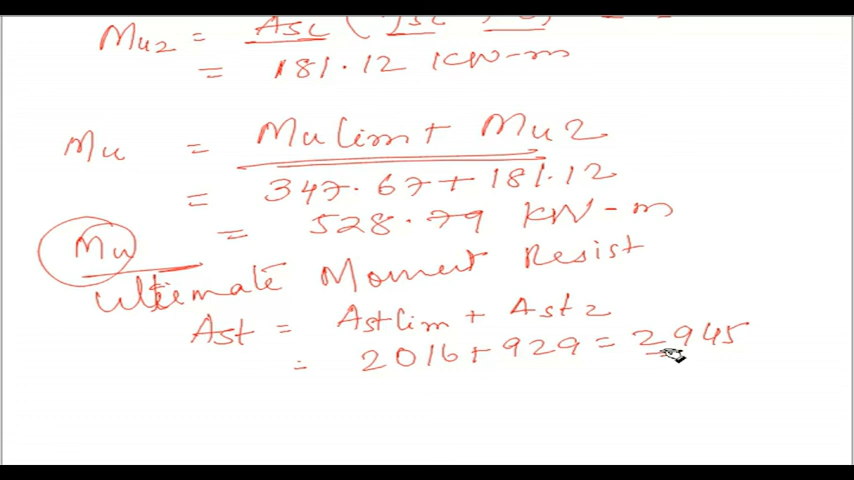 Mu2 = Asc (
= 181.12 KN-m
Mu = Mulim + Mu2
= 347.67 + 181.12
= 528.79 KN-m
Mu
Ultimate Moment Resist
Ast = Astlim + Ast2
= 2016 + 929 = 2945